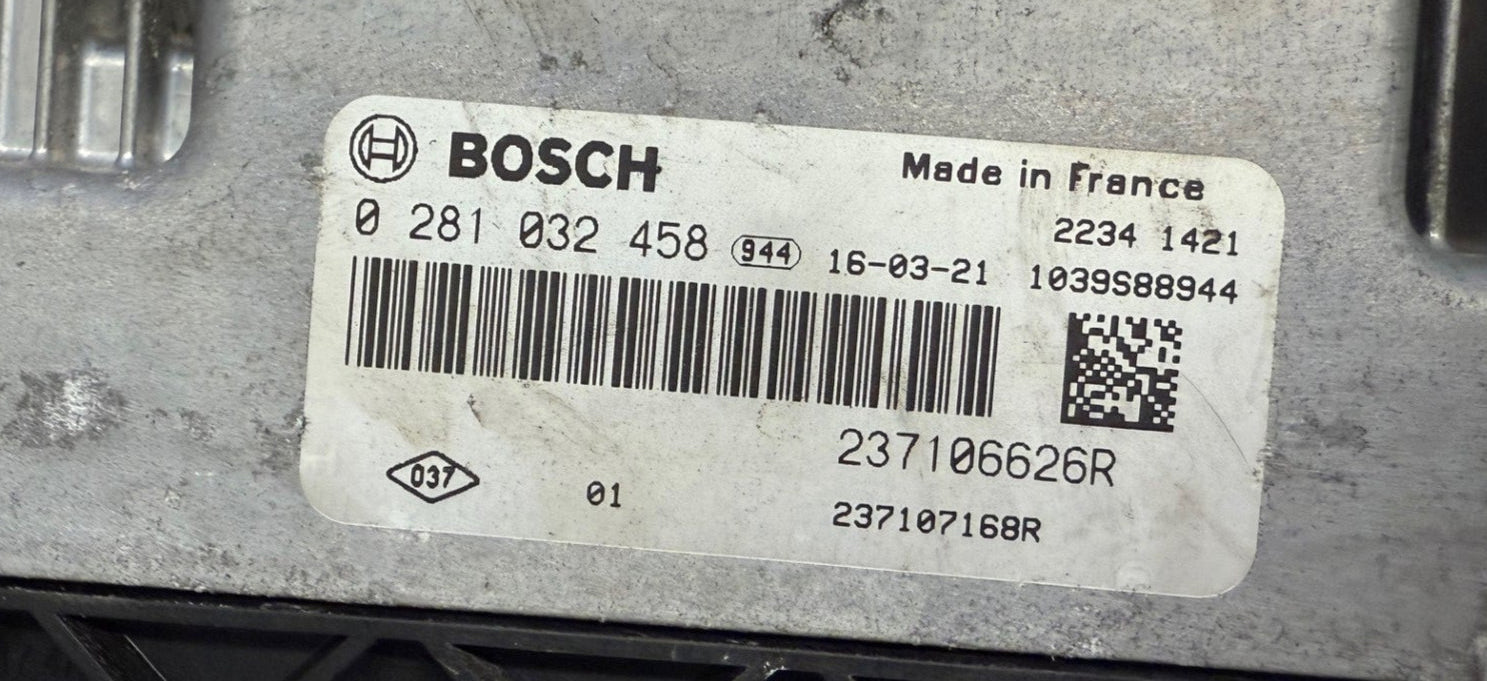 BOSCH
Made in France
0 281 032 458 944 16-03-21
2234 1421
1039S88944
237106626R
037 01 237107168R